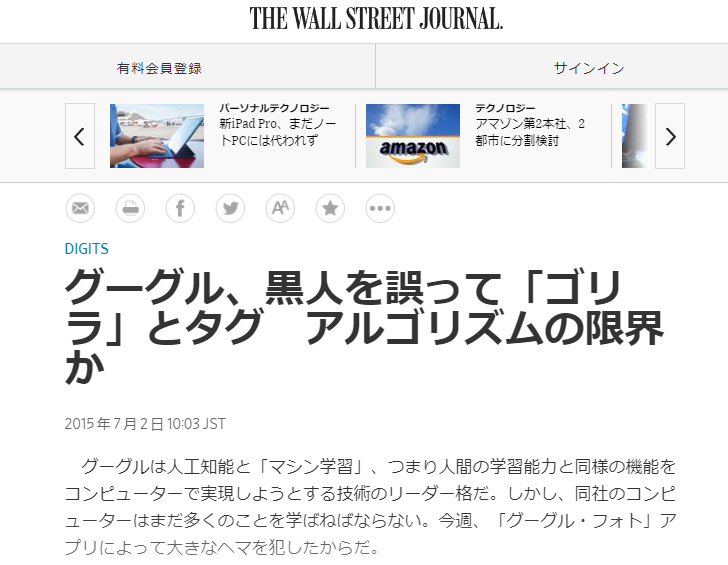 THE WALL STREET JOURNAL.
有料会員登録
サインイン
パーソナルテクノロジー
新iPad Pro、まだノー
トPCには代われず
amazon
テクノロジー
アマゾン第2本社、2
都市に分割検討
AA
DIGITS
グーグル、黒人を誤って「ゴリ
ラ」とタグ　アルゴリズムの限界
か
2015 年 7 月 2 日 10:03 JST
　グーグルは人工知能と「マシン学習」、つまり人間の学習能力と同様の機能を
コンピューターで実現しようとする技術のリーダー格だ。しかし、同社のコンピ
ューターはまだ多くのことを学ばねばならない。今週、「グーグル・フォト」ア
プリによって大きなヘマを犯したからだ。